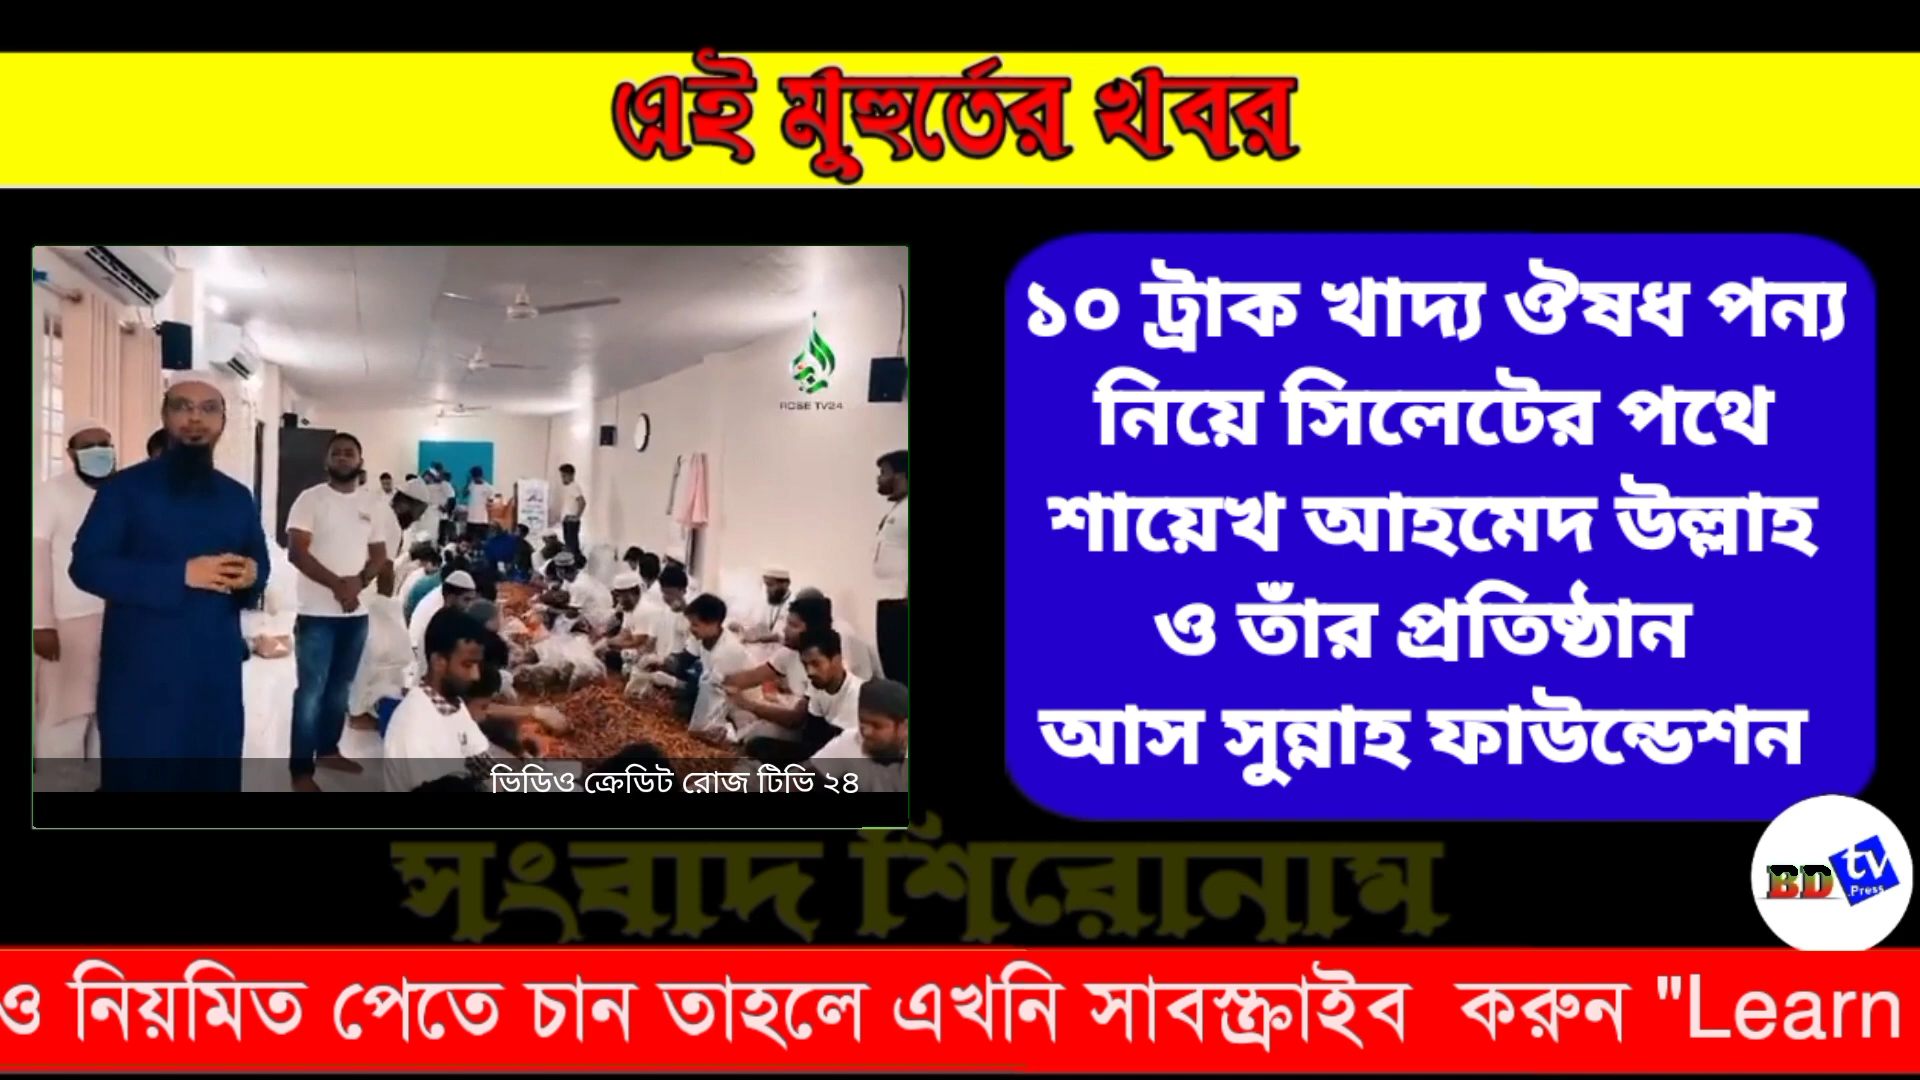 এই মুহুর্তের খবর
১০ ট্রাক খাদ্য ঔষধ পন্য
নিয়ে সিলেটের পথে
শায়েখ আহমেদ উল্লাহ
ও তাঁর প্রতিষ্ঠান
আস সুন্নাহ ফাউন্ডেশন
ROSE TV24
ভিডিও ক্রেডিট রোজ টিভি ২৪
সংবাদ শিরোনাম
BD tv .Press
ও নিয়মিত পেতে চান তাহলে এখনি সাবস্ক্রাইব করুন "Learn